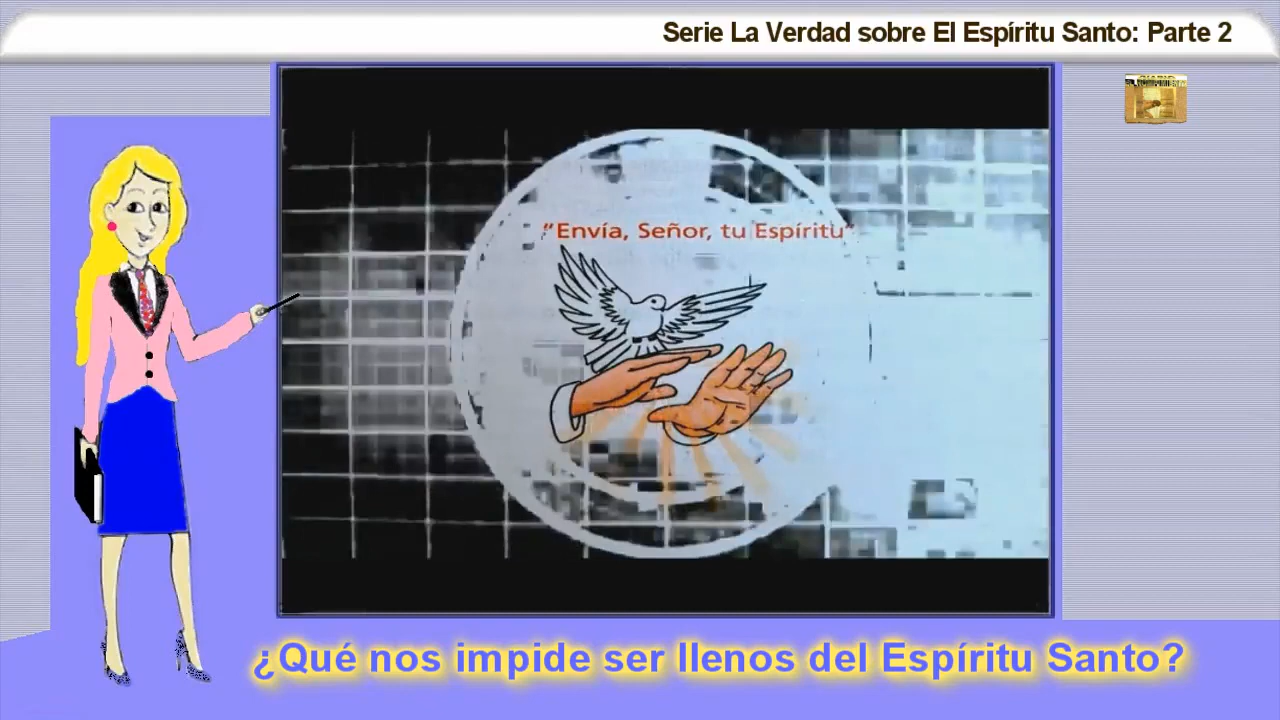 Serie La Verdad sobre El Espíritu Santo: Parte 2
"Envía, Señor, tu Espíritu"
¿Qué nos impide ser llenos del Espíritu Santo?